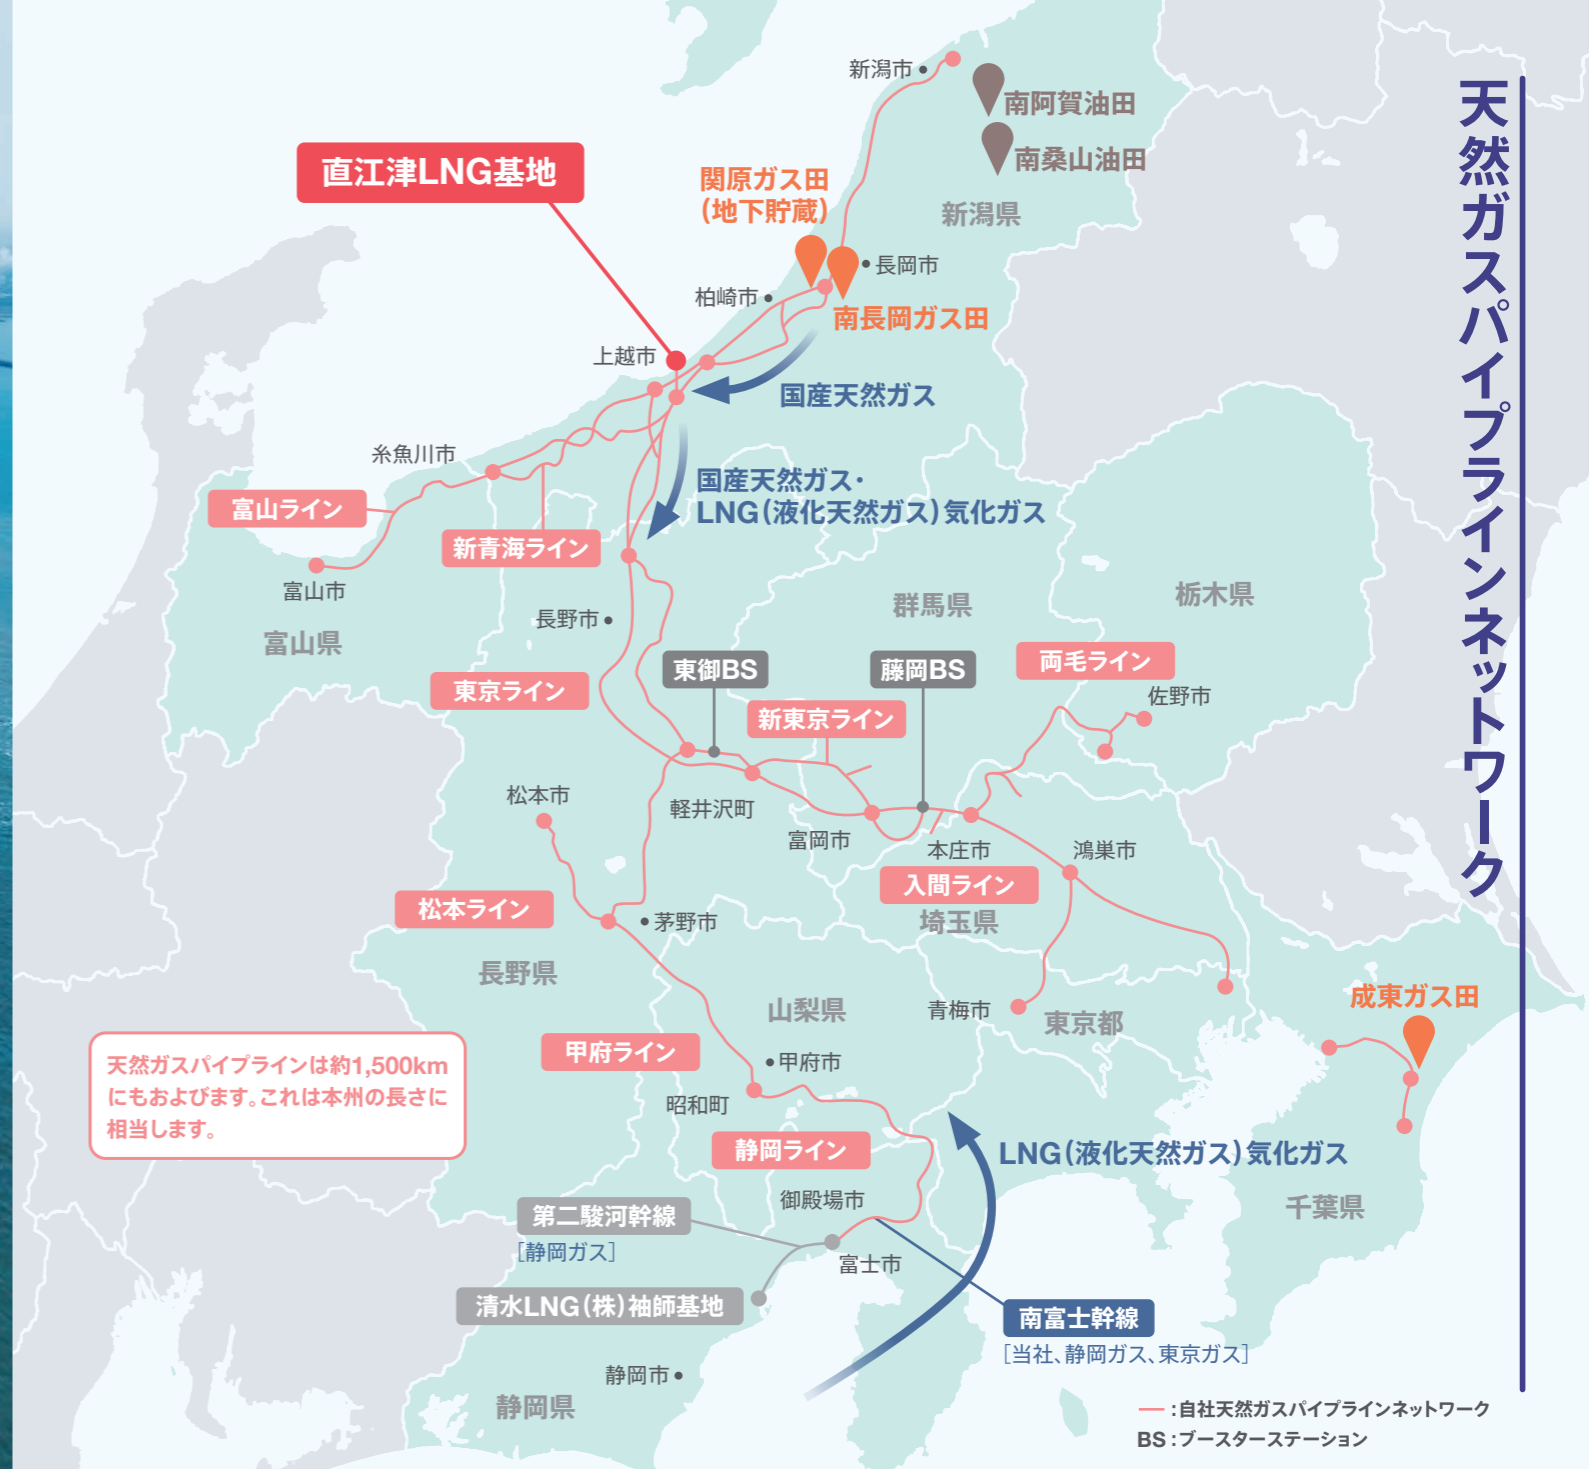 天然ガスパイプラインネットワーク
新潟市
南阿賀油田
南桑山油田
新潟県
直江津LNG基地
関原ガス田
(地下貯蔵)
長岡市
柏崎市
南長岡ガス田
上越市
国産天然ガス
糸魚川市
国産天然ガス・
LNG(液化天然ガス)気化ガス
富山ライン
新青海ライン
富山市
富山県
長野市
群馬県
栃木県
東京ライン
東御BS
藤岡BS
両毛ライン
佐野市
新東京ライン
松本市
軽井沢町
富岡市
本庄市
鴻巣市
入間ライン
埼玉県
松本ライン
茅野市
長野県
山梨県
青梅市
東京都
成東ガス田
天然ガスパイプラインは約1,500km
にもおよびます。これは本州の長さに
相当します。
甲府ライン
甲府市
昭和町
静岡ライン
LNG(液化天然ガス)気化ガス
千葉県
御殿場市
第二駿河幹線
[静岡ガス]
富士市
清水LNG(株)袖師基地
南富士幹線
[当社、静岡ガス、東京ガス]
静岡市
静岡県
:自社天然ガスパイプラインネットワーク
BS:ブースターステーション